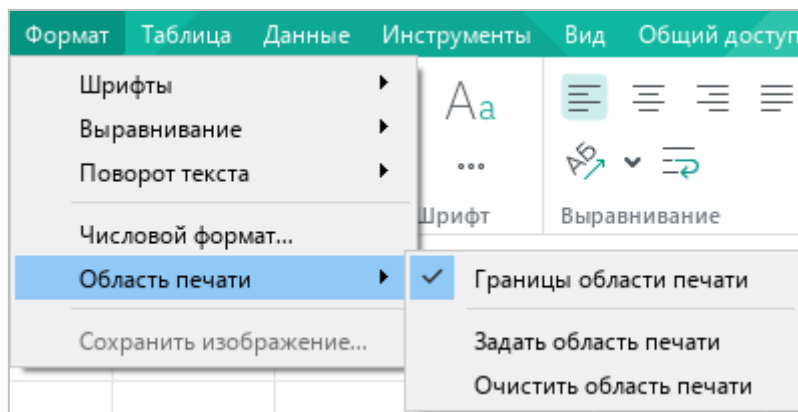 Формат Таблица Данные Инструменты Вид Общий доступ
Шрифты
Выравнивание
Поворот текста
Числовой формат...
Область печати
Сохранить изображение...
Aa
Шрифт
АБ
Выравнивание
Границы области печати
Задать область печати
Очистить область печати